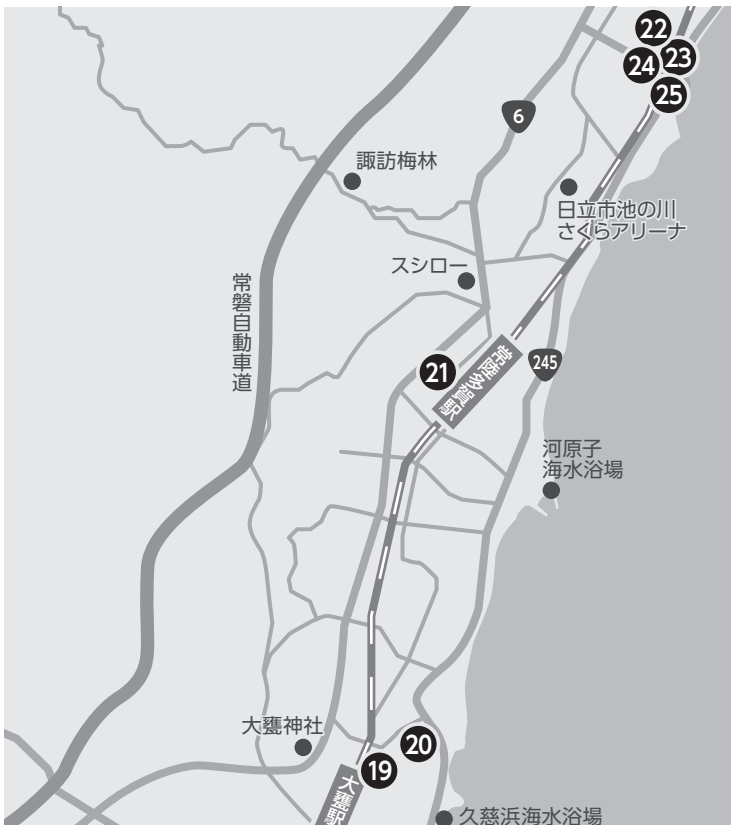 22
23
24
25
6
諏訪梅林
日立市池の川
さくらアリーナ
スシロー
常磐自動車道
21
常陸多賀駅
245
河原子
海水浴場
大甕神社
20
19
大甕駅
久慈浜海水浴場